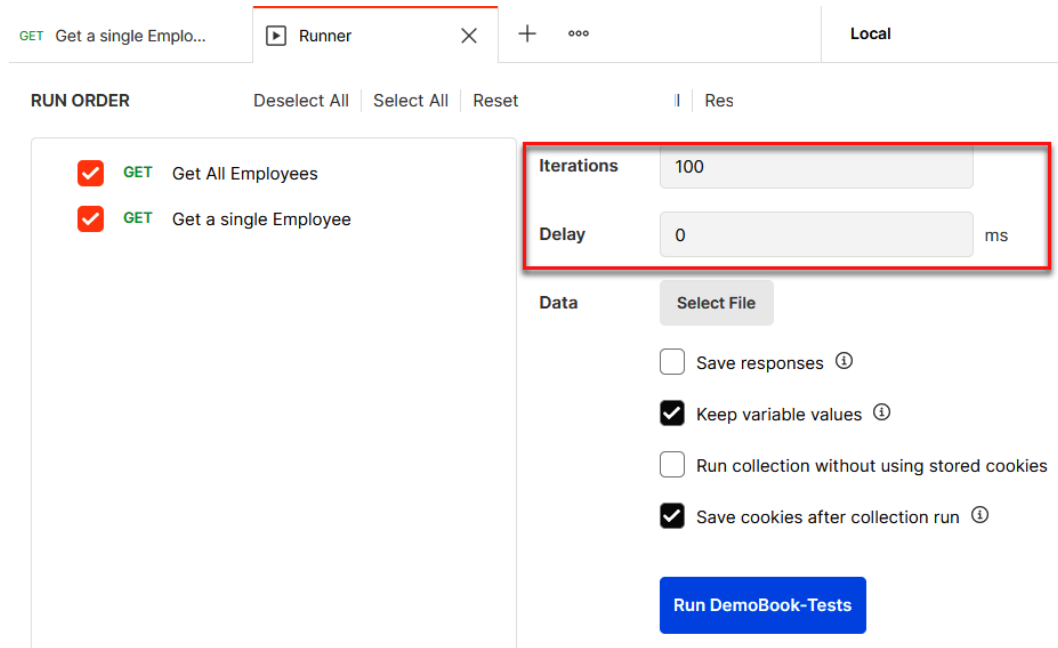 GET Get a single Emplo...
Runner
Local
RUN ORDER
Deselect All
Select All
Reset
Res
GET Get All Employees
GET Get a single Employee
Iterations 100
Delay 0 ms
Data Select File
Save responses
Keep variable values
Run collection without using stored cookies
Save cookies after collection run
Run DemoBook-Tests